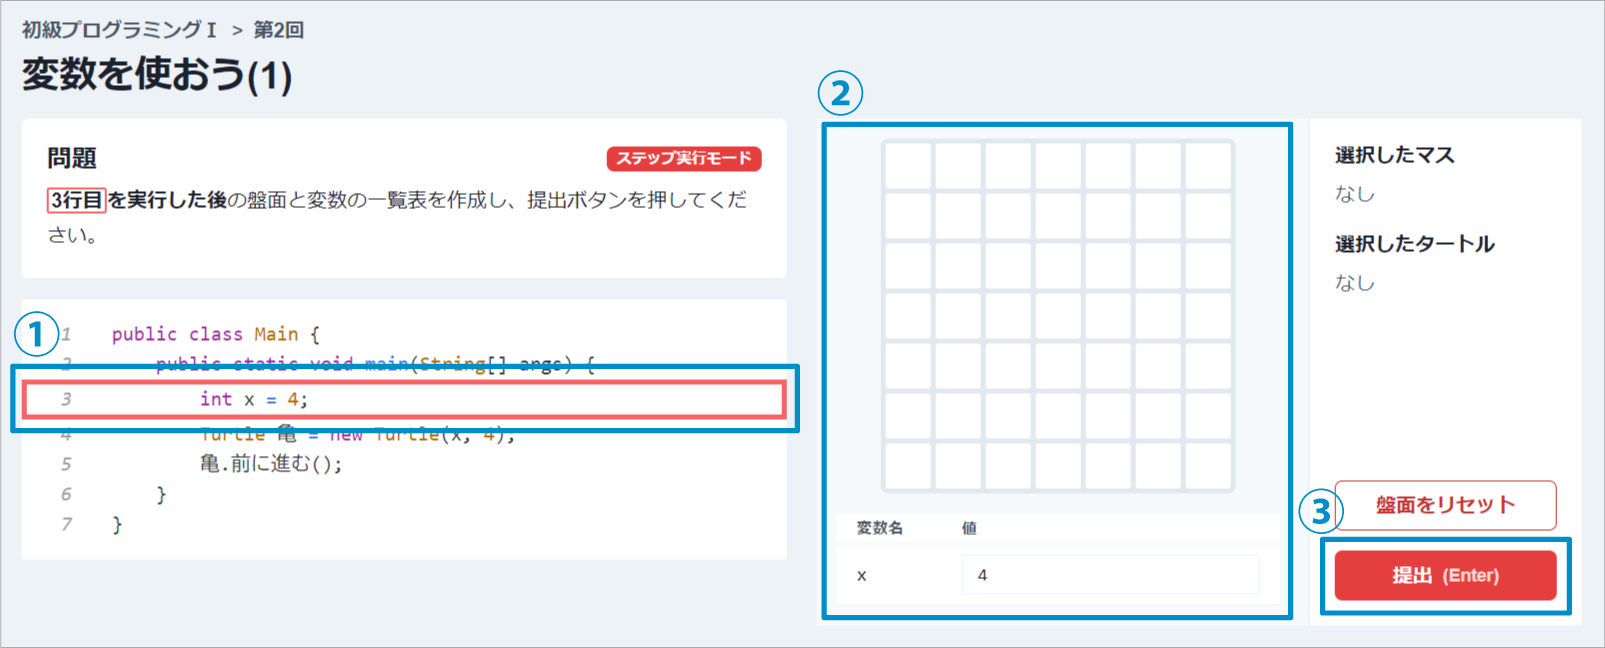 初級プログラミングⅠ > 第2回
変数を使おう(1)
問題
ステップ実行モード
3行目を実行した後の盤面と変数の一覧表を作成し、提出ボタンを押してくだ
さい。
①
1 public class Main {
2 public static void main(String[] args) {
3 int x = 4;
4 Turtle 亀 = new Turtle(x, 4);
5 亀.前に進む();
6 }
7 }
②
変数名 値
x 4
選択したマス
なし
選択したタートル
なし
③
盤面をリセット
提出 (Enter)